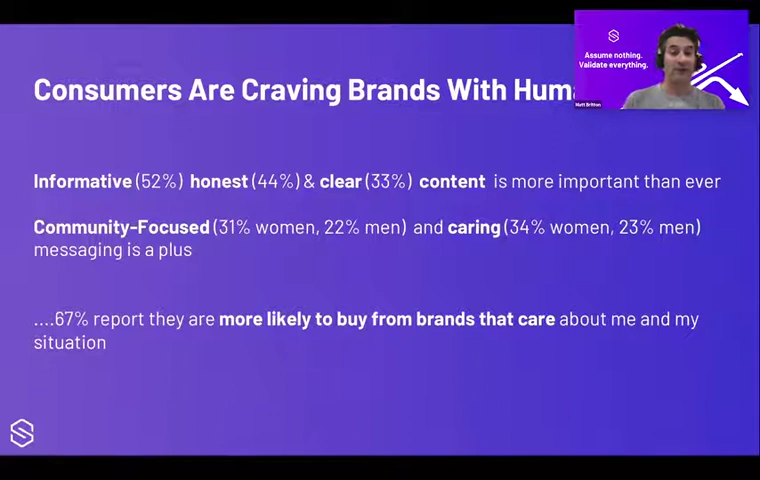 Assume nothing.
Validate everything.
Matt Britton
Consumers Are Craving Brands With
Informative (52%) honest (44%) & clear (33%) content is more important than ever
Community-Focused (31% women, 22% men) and caring (34% women, 23% men)
messaging is a plus
....67% report they are more likely to buy from brands that care about me and my
situation